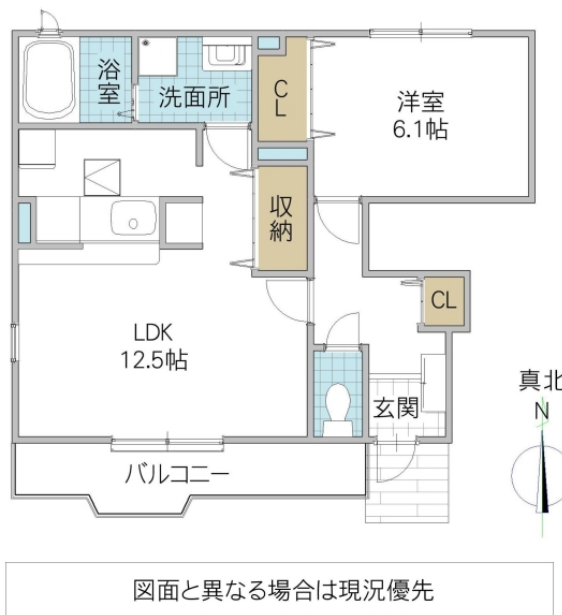 浴室
洗面所
CL
洋室
6.1帖
収納
CL
LDK
12.5帖
玄関
真北
N
バルコニー
図面と異なる場合は現況優先